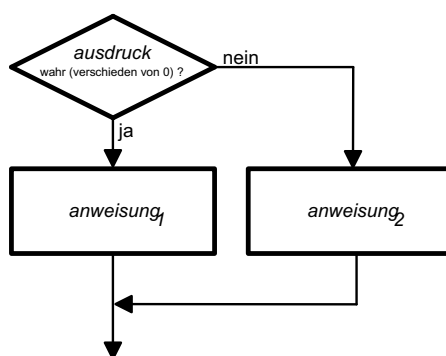 ausdruck
wahr (verschieden von 0) ?
nein
ja
anweisung1
anweisung2